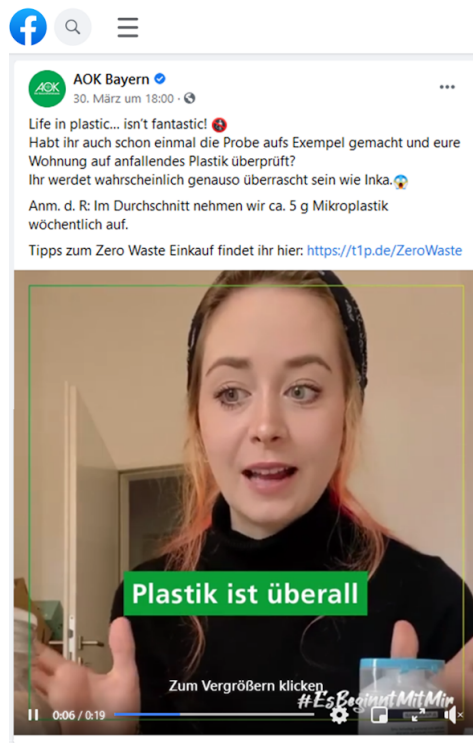 AOK
AOK Bayern
30. März um 18:00 ·
Life in plastic... isn't fantastic!
Habt ihr auch schon einmal die Probe aufs Exempel gemacht und eure
Wohnung auf anfallendes Plastik überprüft?
Ihr werdet wahrscheinlich genauso überrascht sein wie Inka.😱
Anm. d. R: Im Durchschnitt nehmen wir ca. 5 g Mikroplastik
wöchentlich auf.
Tipps zum Zero Waste Einkauf findet ihr hier: https://t1p.de/ZeroWaste
Plastik ist überall
Zum Vergrößern klicken
#EsBeginntMitMir
0:06 / 0:19